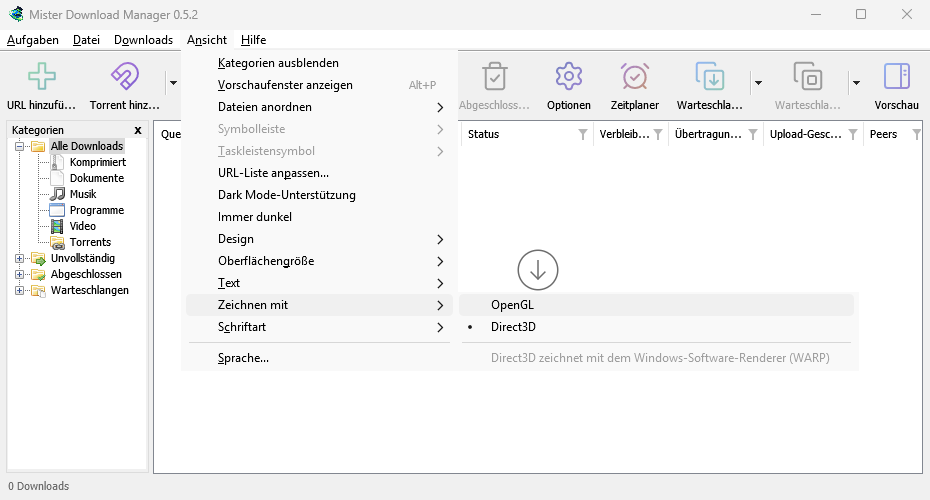 Mister Download Manager 0.5.2
Aufgaben Datei Downloads Ansicht Hilfe
URL hinzufü... Torrent hinz... Abgeschloss... Optionen Zeitplaner Warteschla... Warteschla... Vorschau
Kategorien ausblenden
Vorschaufenster anzeigen Alt+P
Dateien anordnen
Symbolleiste
Taskleistensymbol
URL-Liste anpassen...
Dark Mode-Unterstützung
Immer dunkel
Design
Oberflächengröße
Text
Zeichnen mit
Schriftart
Sprache...
OpenGL
Direct3D
Direct3D zeichnet mit dem Windows-Software-Renderer (WARP)
Kategorien x
Alle Downloads
Komprimiert
Dokumente
Musik
Programme
Video
Torrents
Unvollständig
Abgeschlossen
Warteschlangen
Que Status Verbleib... Übertragun... Upload-Gesc... Peers
0 Downloads